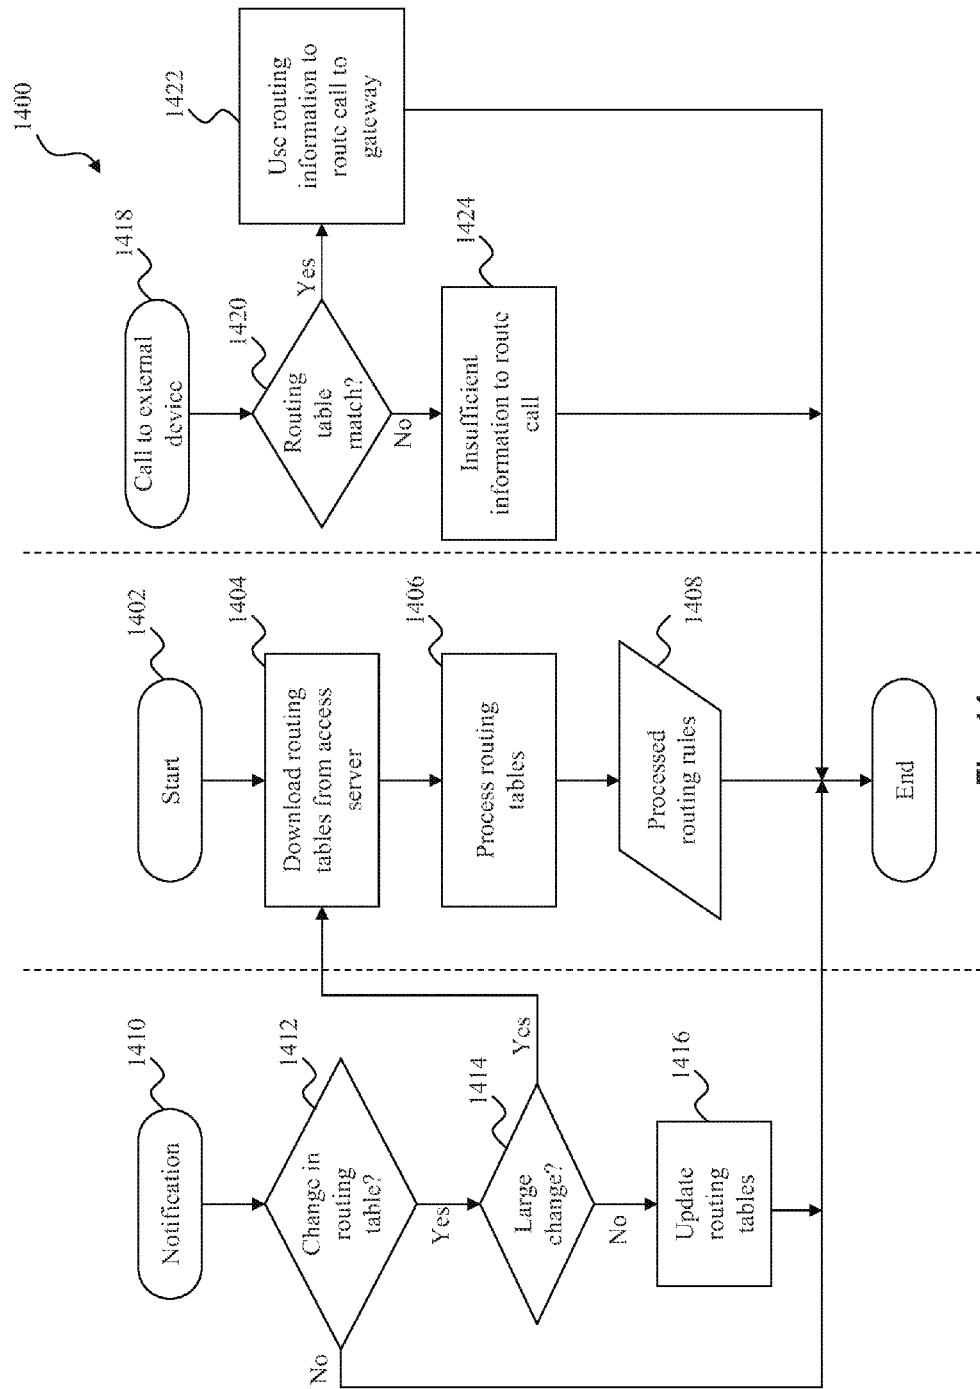 1400
Notification
1410
Change in
routing
table?
1412
No
Yes
Large
change?
1414
Yes
No
Update
routing
tables
1416
Start
1402
Download routing
tables from access
server
1404
Process routing
tables
1406
Processed
routing rules
1408
End
Call to external
device
1418
Routing
table
match?
1420
Yes
No
Use routing
information to
route call to
gateway
1422
Insufficient
information to route
call
1424